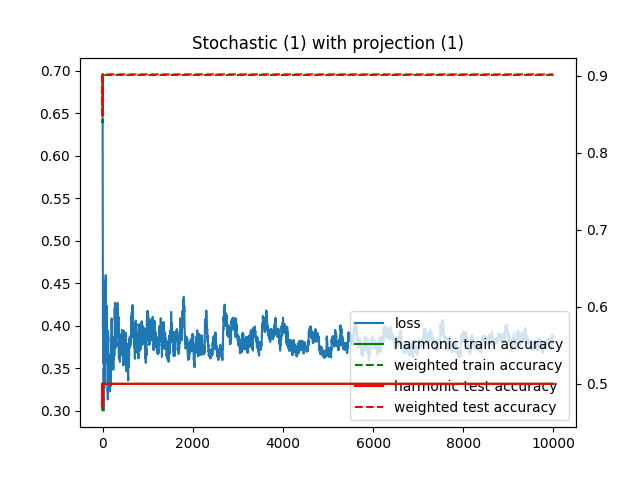 Stochastic (1) with projection (1)
0.70
0.65
0.60
0.55
0.50
0.45
0.40
0.35
0.30
0.9
0.8
0.7
0.6
0.5
loss
harmonic train accuracy
weighted train accuracy
harmonic test accuracy
weighted test accuracy
0 2000 4000 6000 8000 10000